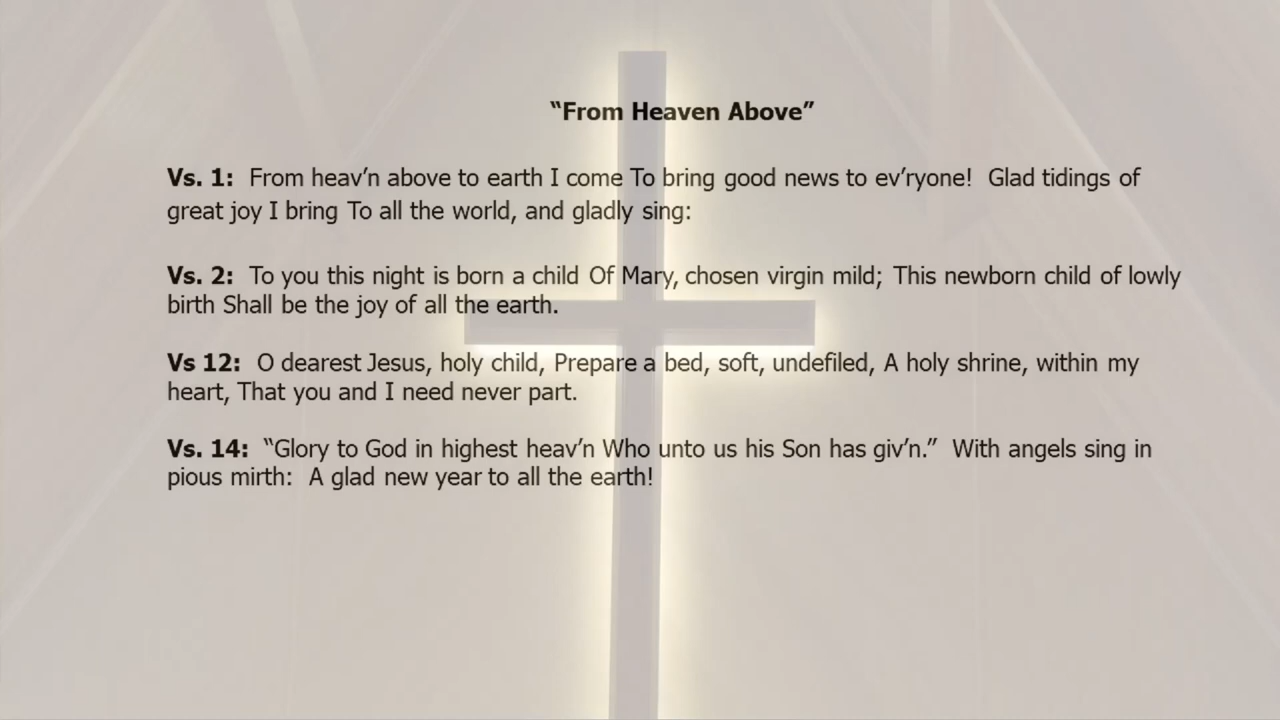 “From Heaven Above”
Vs. 1:  From heav’n above to earth I come To bring good news to ev’ryone!  Glad tidings of
great joy I bring To all the world, and gladly sing:
Vs. 2:  To you this night is born a child Of Mary, chosen virgin mild; This newborn child of lowly
birth Shall be the joy of all the earth.
Vs 12:  O dearest Jesus, holy child, Prepare a bed, soft, undefiled, A holy shrine, within my
heart, That you and I need never part.
Vs. 14:  “Glory to God in highest heav’n Who unto us his Son has giv’n.”  With angels sing in
pious mirth:  A glad new year to all the earth!